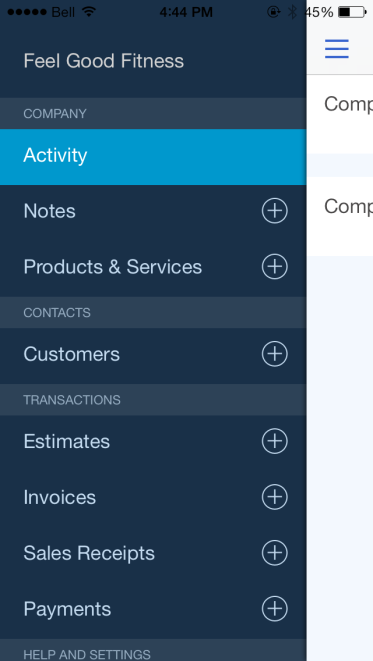 Bell 4:44 PM 45%
Feel Good Fitness
COMPANY
Comp
Activity
Notes
Comp
Products & Services
CONTACTS
Customers
TRANSACTIONS
Estimates
Invoices
Sales Receipts
Payments
HELP AND SETTINGS